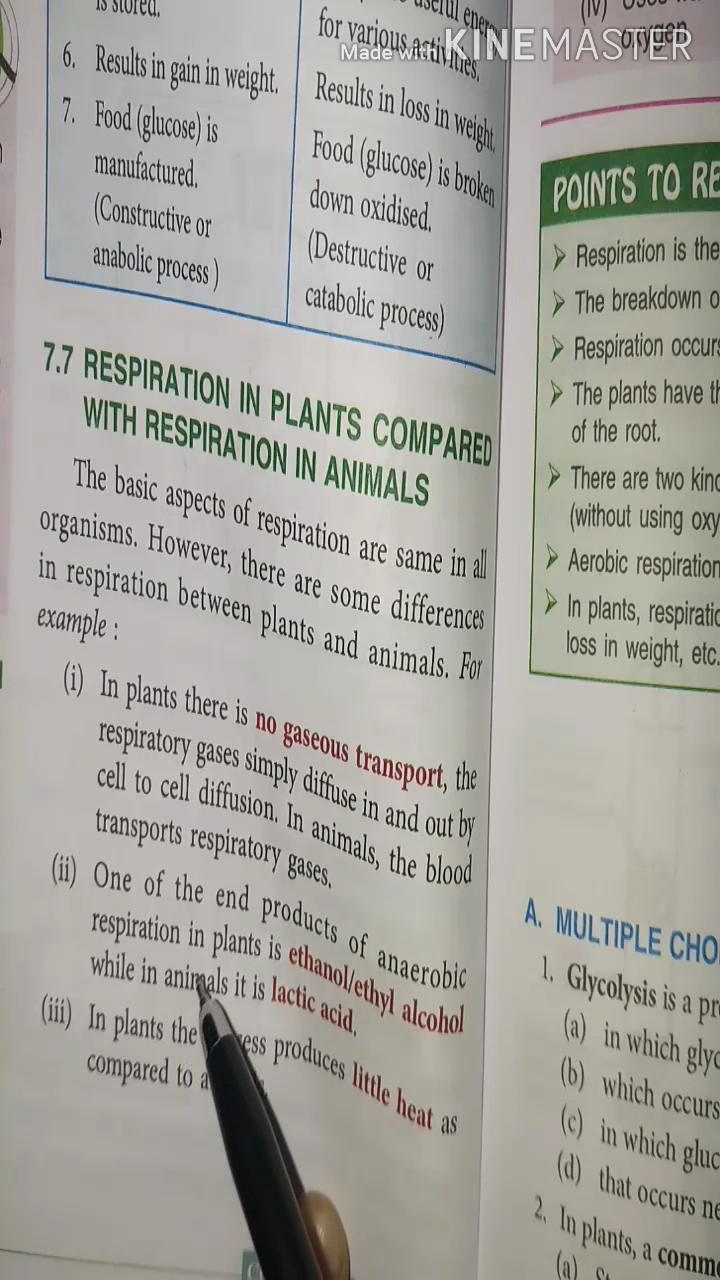 is stored.
6. Results in gain in weight.
7. Food (glucose) is
manufactured.
(Constructive or
anabolic process)
useful
for various activities.
Results in loss in weight.
Food (glucose) is broken
down oxidised.
(Destructive or
catabolic process)
7.7 RESPIRATION IN PLANTS COMPARED
WITH RESPIRATION IN ANIMALS
The basic aspects of respiration are same in all
organisms. However, there are some differences
in respiration between plants and animals. For
example :
(i) In plants there is no gaseous transport, the
respiratory gases simply diffuse in and out by
cell to cell diffusion. In animals, the blood
transports respiratory gases.
(ii) One of the end products of anaerobic
respiration in plants is ethanol/ethyl alcohol
while in animals it is lactic acid.
(iii) In plants the ess produces little heat as
compared to a
Made with KINEMASTER
(iv)
oxygen
POINTS TO RE
Respiration is the
The breakdown o
Respiration occurs
The plants have th
of the root.
There are two kind
(without using oxy
Aerobic respiration
In plants, respiratio
loss in weight, etc.
A. MULTIPLE CHO
1. Glycolysis is a pr
(a) in which glyc
(b) which occurs
(c) in which gluc
(d) that occurs ne
2. In plants, a comm
(a)